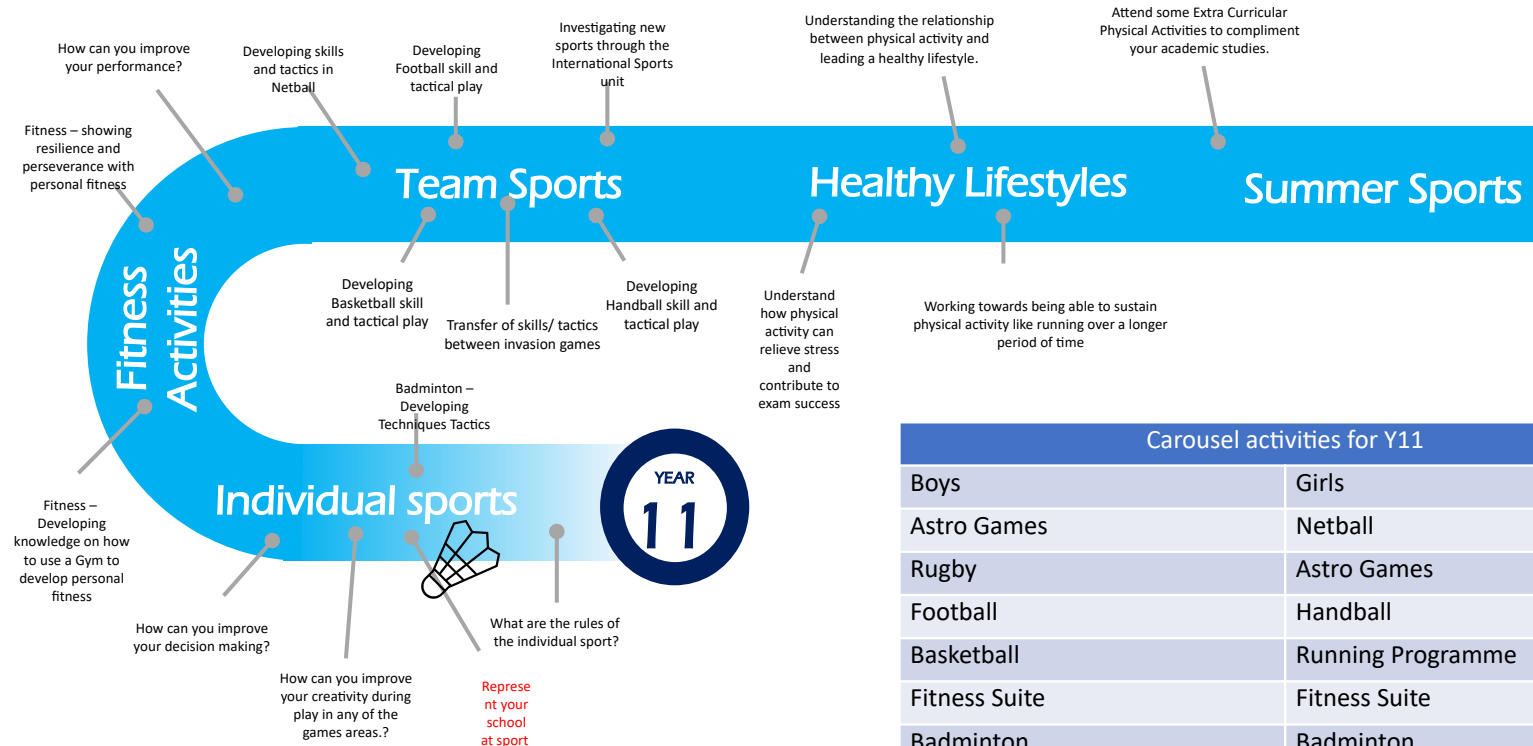 How can you improve
your performance?
Developing skills
and tactics in
Netball
Developing
Football skill and
tactical play
Investigating new
sports through the
International Sports
unit
Understanding the relationship
between physical activity and
leading a healthy lifestyle.
Attend some Extra Curricular
Physical Activities to compliment
your academic studies.
Fitness – showing
resilience and
perseverance with
personal fitness
Team Sports
Healthy Lifestyles
Summer Sports
Fitness
Activities
Developing
Basketball skill
and tactical play
Transfer of skills/ tactics
between invasion games
Developing
Handball skill and
tactical play
Understand
how physical
activity can
relieve stress
and
contribute to
exam success
Working towards being able to sustain
physical activity like running over a longer
period of time
Badminton –
Developing
Techniques Tactics
Individual sports
YEAR
11
Fitness –
Developing
knowledge on how
to use a Gym to
develop personal
fitness
How can you improve
your decision making?
How can you improve
your creativity during
play in any of the
games areas.?
Represe
nt your
school
at sport
What are the rules of
the individual sport?
Carousel activities for Y11
Boys Girls
Astro Games Netball
Rugby Astro Games
Football Handball
Basketball Running Programme
Fitness Suite Fitness Suite
Badminton Badminton